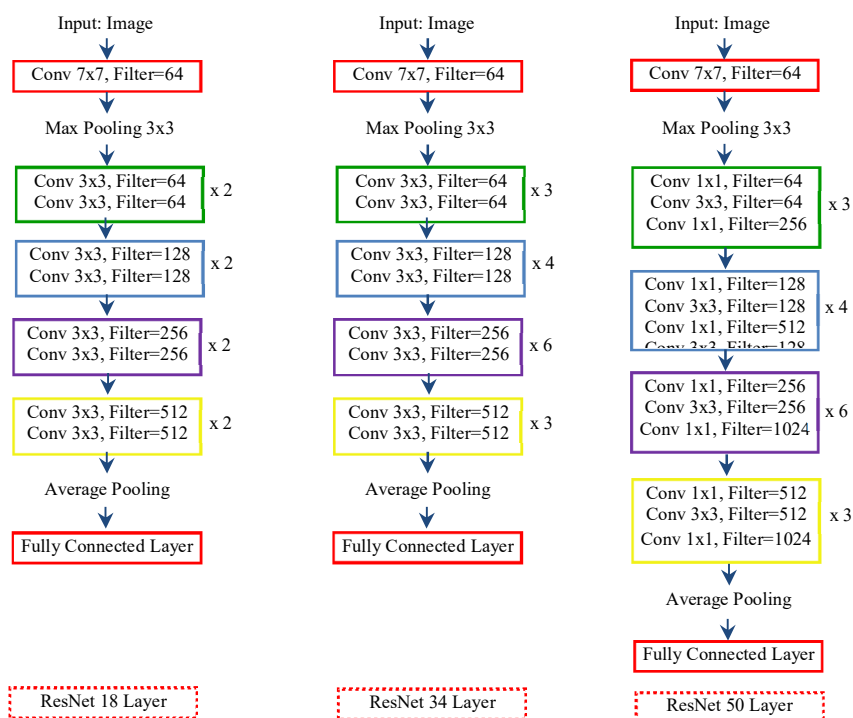 Input: Image
Conv 7x7, Filter=64
Max Pooling 3x3
Conv 3x3, Filter=64
Conv 3x3, Filter=64
x 2
Conv 3x3, Filter=128
Conv 3x3, Filter=128
x 2
Conv 3x3, Filter=256
Conv 3x3, Filter=256
x 2
Conv 3x3, Filter=512
Conv 3x3, Filter=512
x 2
Average Pooling
Fully Connected Layer
ResNet 18 Layer
Input: Image
Conv 7x7, Filter=64
Max Pooling 3x3
Conv 3x3, Filter=64
Conv 3x3, Filter=64
x 3
Conv 3x3, Filter=128
Conv 3x3, Filter=128
x 4
Conv 3x3, Filter=256
Conv 3x3, Filter=256
x 6
Conv 3x3, Filter=512
Conv 3x3, Filter=512
x 3
Average Pooling
Fully Connected Layer
ResNet 34 Layer
Input: Image
Conv 7x7, Filter=64
Max Pooling 3x3
Conv 1x1, Filter=64
Conv 3x3, Filter=64
Conv 1x1, Filter=256
x 3
Conv 1x1, Filter=128
Conv 3x3, Filter=128
Conv 1x1, Filter=512
Conv 3x3, Filter=128
x 4
Conv 1x1, Filter=256
Conv 3x3, Filter=256
Conv 1x1, Filter=1024
x 6
Conv 1x1, Filter=512
Conv 3x3, Filter=512
Conv 1x1, Filter=1024
x 3
Average Pooling
Fully Connected Layer
ResNet 50 Layer